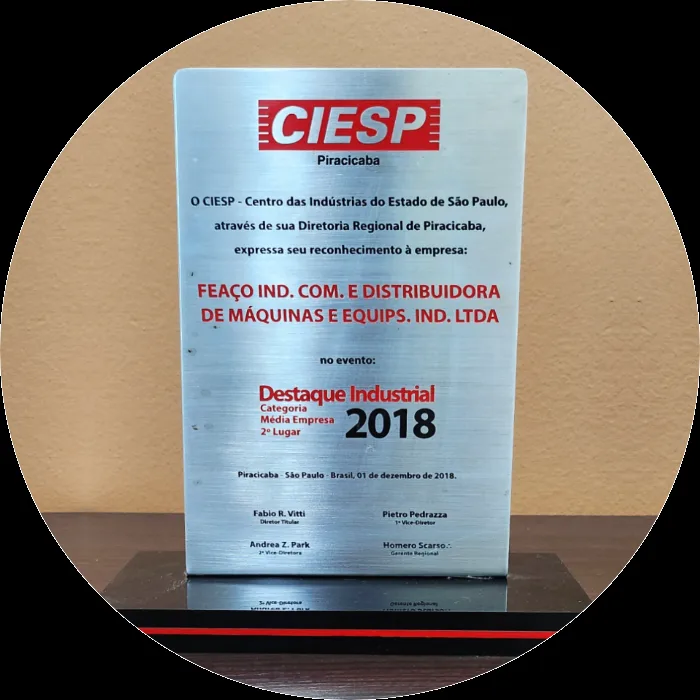 CIESP
Piracicaba
O CIESP - Centro das Indústrias do Estado de São Paulo,
através de sua Diretoria Regional de Piracicaba,
expressa seu reconhecimento à empresa:
FEAÇO IND. COM. E DISTRIBUIDORA
DE MÁQUINAS E EQUIPS. IND. LTDA
no evento:
Destaque Industrial
Categoria
Média Empresa
2º Lugar
2018
Piracicaba - São Paulo - Brasil, 01 de dezembro de 2018.
Fabio R. Vitti
Diretor Titular
Pietro Pedrazza
1º Vice-Diretor
Andrea Z. Park
2ª Vice-Diretora
Homero Scarso
Gerente Regional